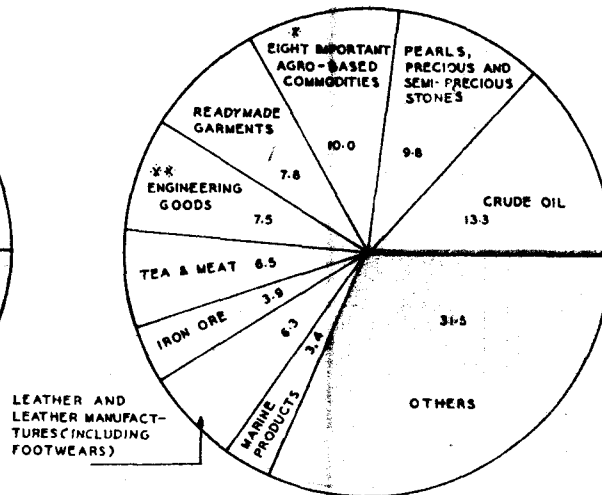 *
EIGHT IMPORTANT
AGRO-BASED
COMMODITIES
10.0
PEARLS,
PRECIOUS AND
SEMI-PRECIOUS
STONES
9.8
CRUDE OIL
13.3
31.5
OTHERS
3.4
MARINE
PRODUCTS
6.3
LEATHER AND
LEATHER MANUFACT-
TURES(INCLUDING
FOOTWEARS)
3.9
IRON ORE
TEA & MEAT 6.5
**
ENGINEERING
GOODS
7.5
READYMADE
GARMENTS
7.8